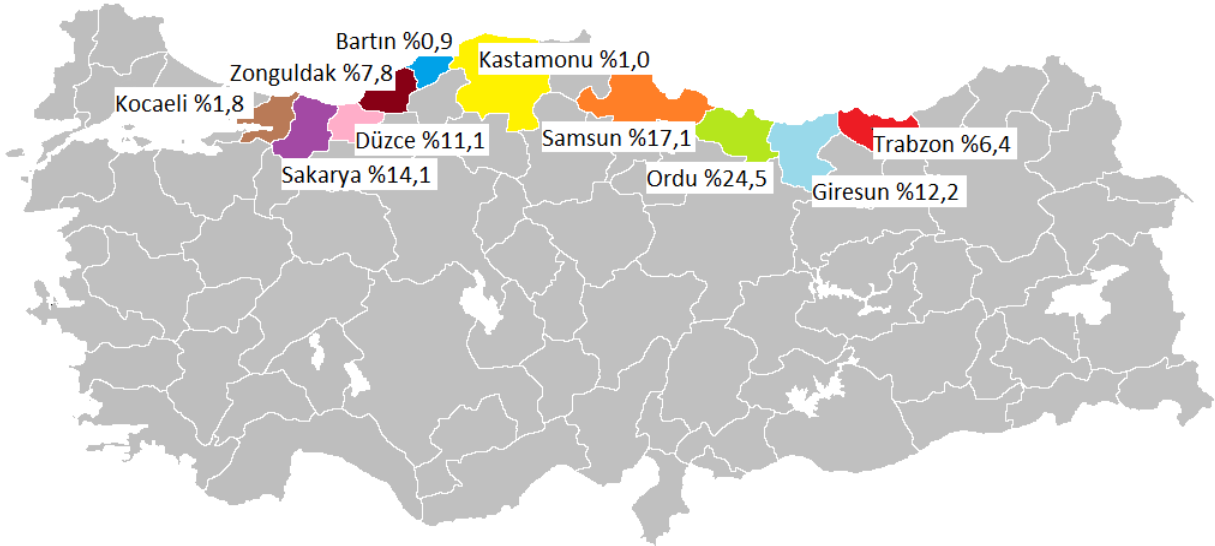 Bartın %0,9
Kastamonu %1,0
Zonguldak %7,8
Kocaeli %1,8
Düzce %11,1
Samsun %17,1
Trabzon %6,4
Sakarya %14,1
Ordu %24,5
Giresun %12,2